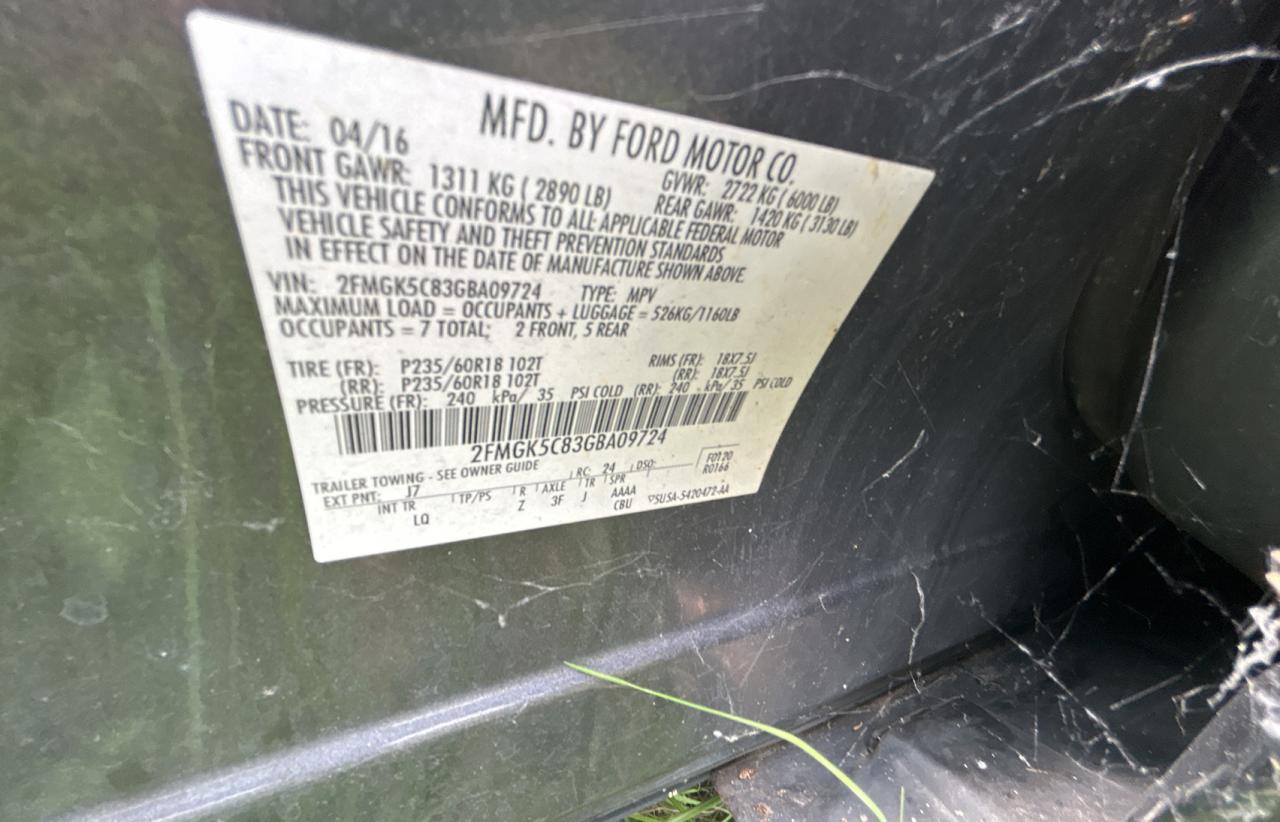 MFD. BY FORD MOTOR CO.
DATE: 04/16 GVWR: 2722 KG ( 6000 LB)
FRONT GAWR: 1311 KG ( 2890 LB) REAR GAWR: 1420 KG ( 3130 LB)
THIS VEHICLE CONFORMS TO ALL APPLICABLE FEDERAL MOTOR
VEHICLE SAFETY AND THEFT PREVENTION STANDARDS
IN EFFECT ON THE DATE OF MANUFACTURE SHOWN ABOVE.
VIN: 2FMGK5C83GBA09724 TYPE: MPV
MAXIMUM LOAD = OCCUPANTS + LUGGAGE = 526KG/1160LB
OCCUPANTS = 7 TOTAL; 2 FRONT, 5 REAR
TIRE (FR): P235/60R18 102T RIMS (FR): 18X7.5J
(RR): P235/60R18 102T (RR): 18X7.5J
PRESSURE (FR): 240 kPa/ 35 PSI COLD (RR): 240 kPa/ 35 PSI COLD
2FMGK5C83GBA09724
TRAILER TOWING - SEE OWNER GUIDE
EXT PNT: J7 RC: 24 DSO: F0120
R0166
INT TR TP/PS R AXLE TR SPR
LQ Z 3F J AAAA
CBU ▽5U5A-5420472-AA